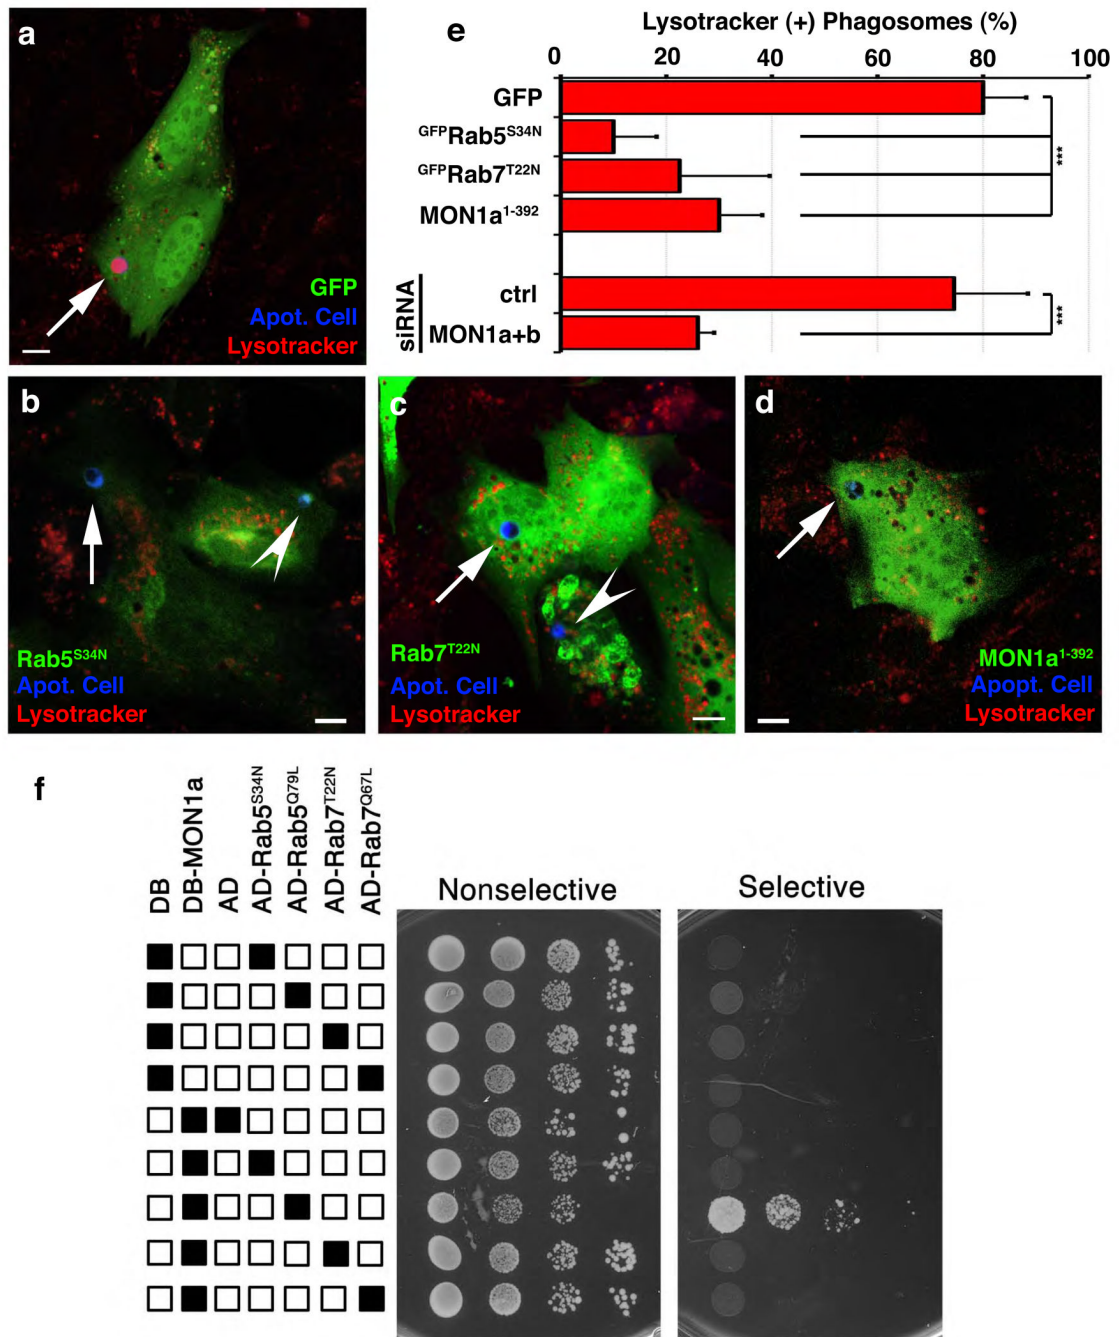 a
GFP
Apot. Cell
Lysotracker
e
Lysotracker (+) Phagosomes (%)
0 20 40 60 80 100
GFP
GFPRab5S34N
GFPRab7T22N
MON1a1-392
***
siRNA
ctrl
MON1a+b
***
b
Rab5S34N
Apot. Cell
Lysotracker
c
Rab7T22N
Apot. Cell
Lysotracker
d
MON1a1-392
Apopt. Cell
Lysotracker
f
DB
DB-MON1a
AD
AD-Rab5S34N
AD-Rab5Q79L
AD-Rab7T22N
AD-Rab7Q67L
Nonselective
Selective